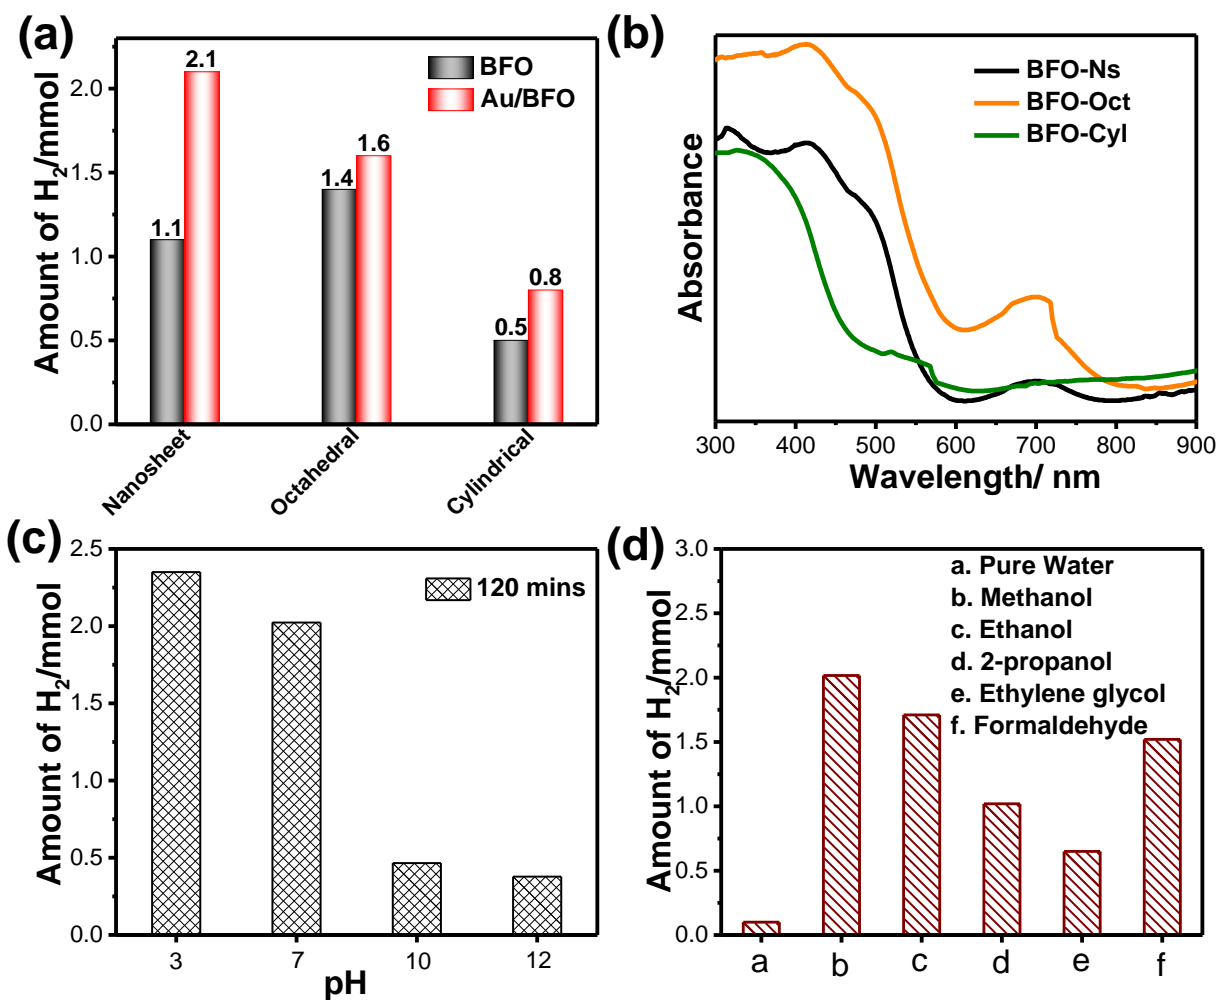 (a)
Amount of H2/mmol
2.0
1.5
1.0
0.5
0.0
BFO
Au/BFO
1.1
2.1
1.4
1.6
0.5
0.8
Nanosheet
Octahedral
Cylindrical
(b)
Absorbance
BFO-Ns
BFO-Oct
BFO-Cyl
300 400 500 600 700 800 900
Wavelength/ nm
(c)
Amount of H2/mmol
2.5
2.0
1.5
1.0
0.5
0.0
120 mins
3 7 10 12
pH
(d)
Amount of H2/mmol
3.0
2.5
2.0
1.5
1.0
0.5
0.0
a. Pure Water
b. Methanol
c. Ethanol
d. 2-propanol
e. Ethylene glycol
f. Formaldehyde
a b c d e f